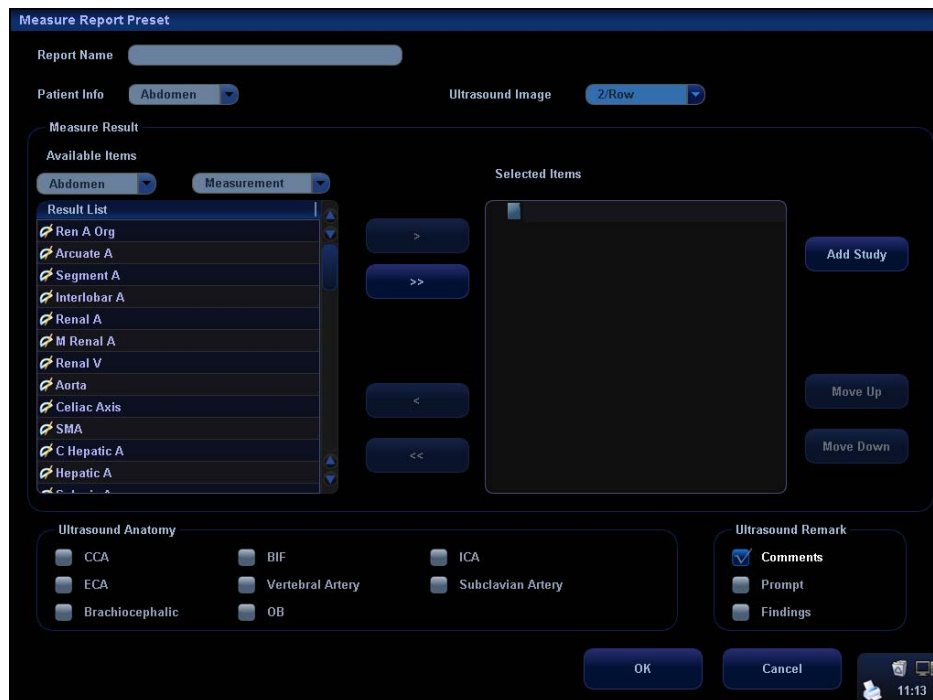 Measure Report Preset
Report Name
Patient Info Abdomen Ultrasound Image 2/Row
Measure Result
Available Items
Selected Items
Abdomen Measurement
Result List
Ren A Org
Arcuate A
Segment A
Interlobar A
Renal A
M Renal A
Renal V
Aorta
Celiac Axis
SMA
C Hepatic A
Hepatic A
>
>>
<
<<
Add Study
Move Up
Move Down
Ultrasound Anatomy
CCA BIF ICA
ECA Vertebral Artery Subclavian Artery
Brachiocephalic OB
Ultrasound Remark
Comments
Prompt
Findings
OK Cancel
11:13